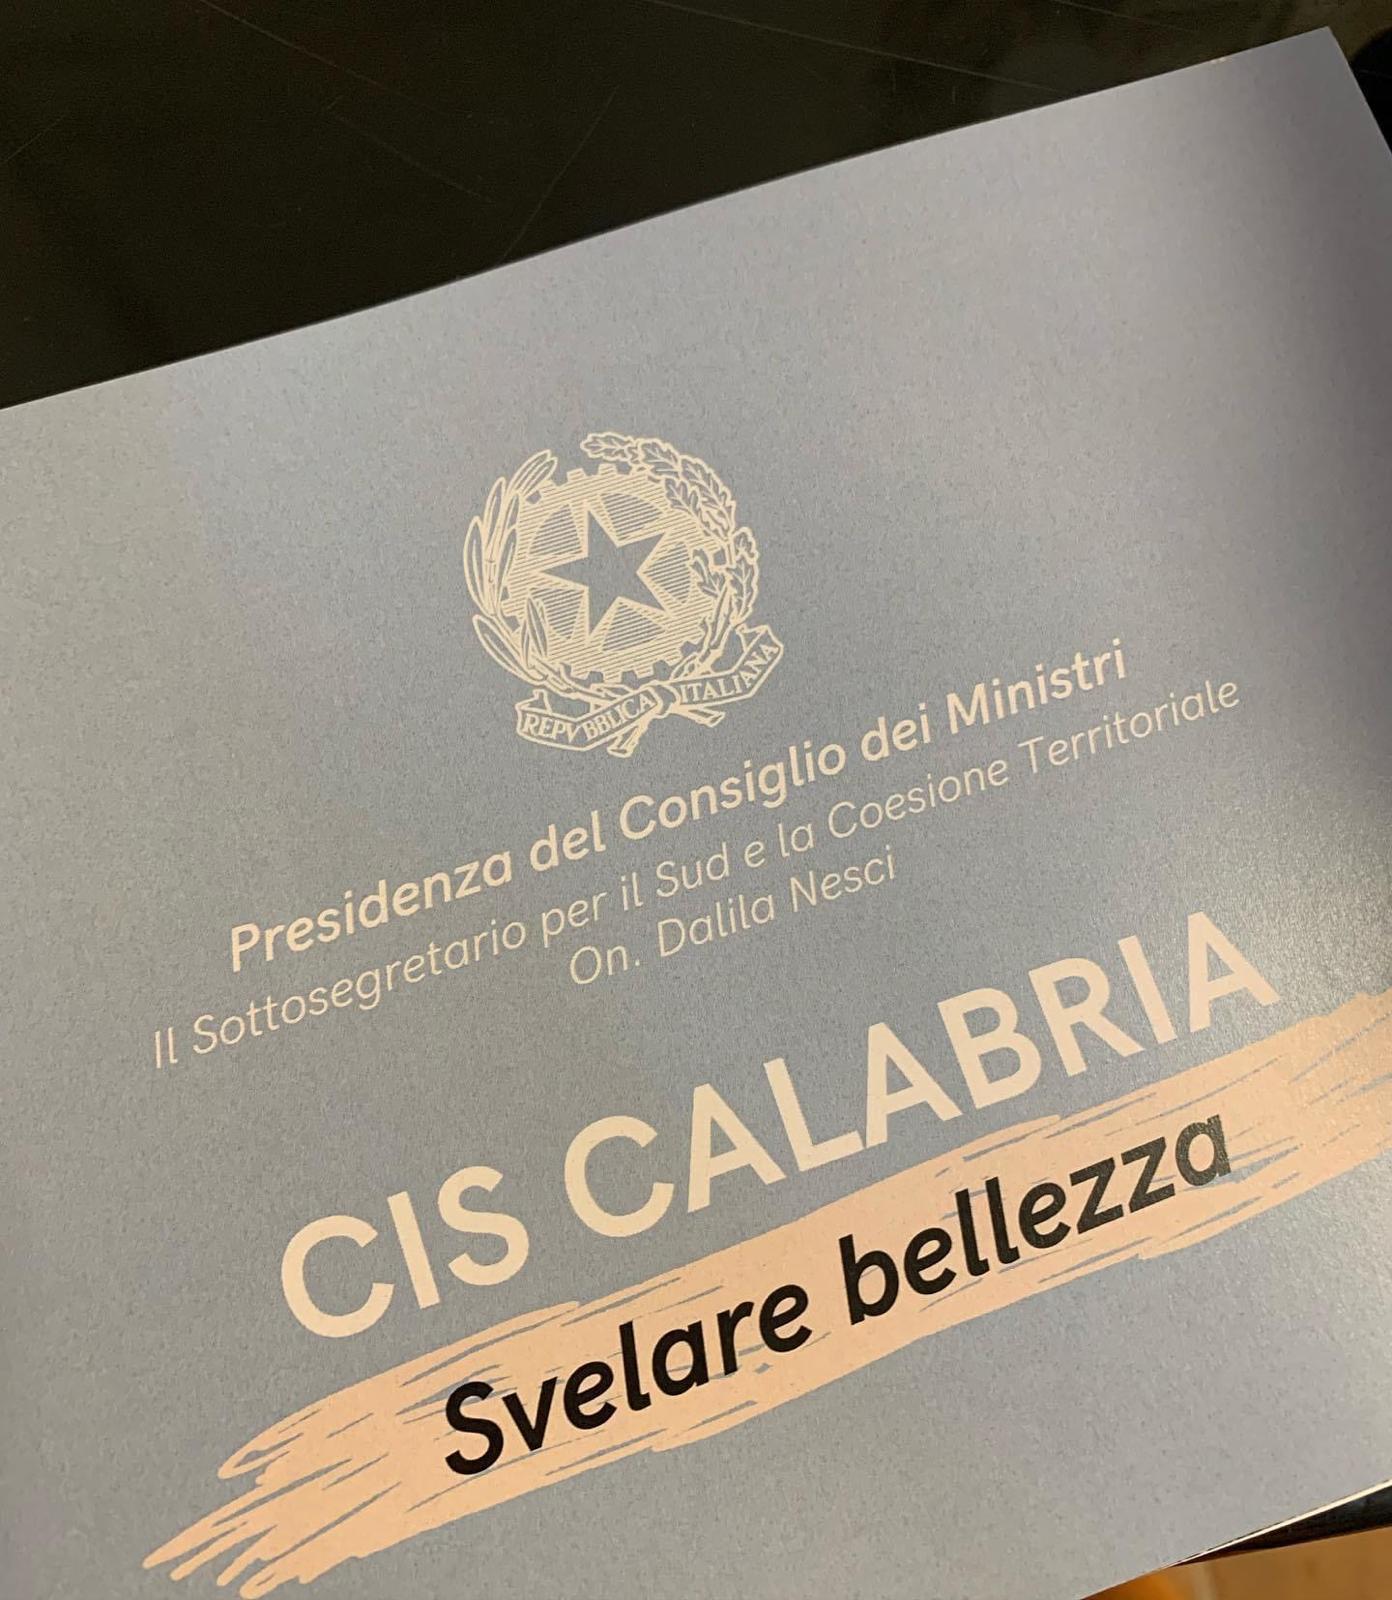 REPVBBLICA ITALIANA
Presidenza del Consiglio dei Ministri
Il Sottosegretario per il Sud e la Coesione Territoriale
On. Dalila Nesci
CIS CALABRIA
Svelare bellezza